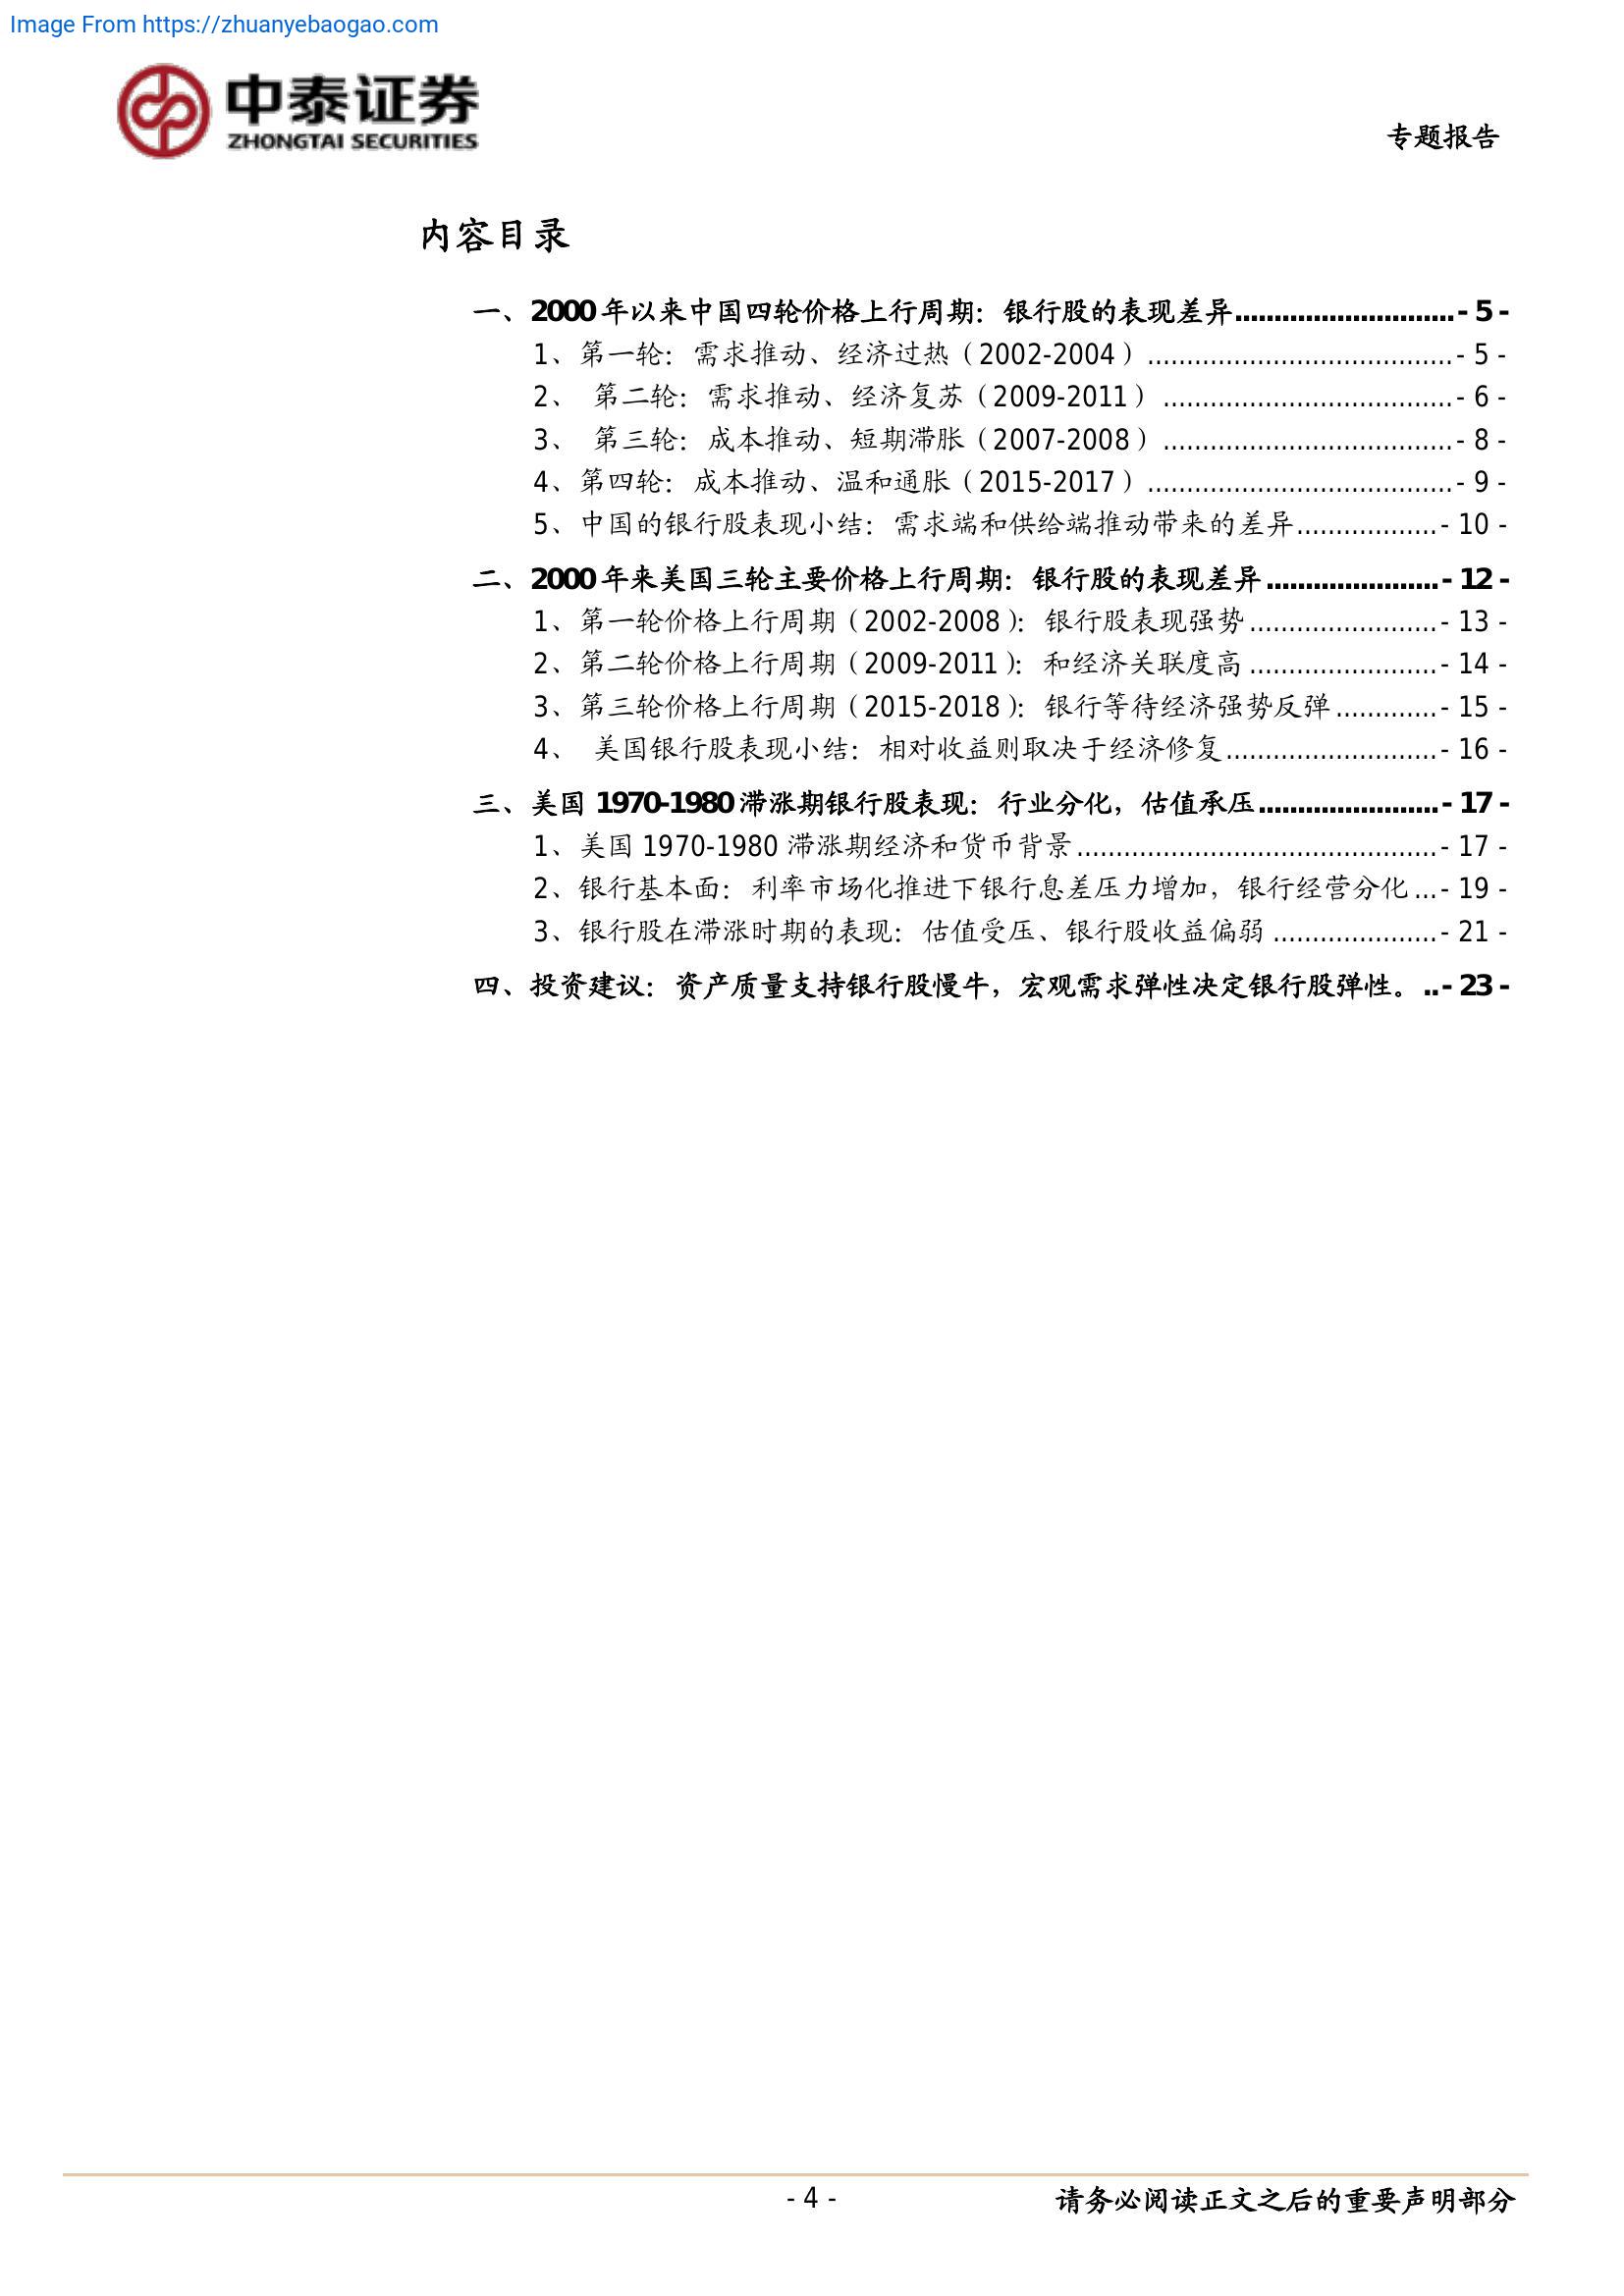 Image From https://zhuanyebaogao.com
中泰证券
ZHONGTAI SECURITIES
专题报告
内容目录
一、2000 年以来中国四轮价格上行周期：银行股的表现差异............................- 5 -
1、第一轮：需求推动、经济过热（2002-2004）.......................................- 5 -
2、 第二轮：需求推动、经济复苏（2009-2011） .....................................- 6 -
3、 第三轮：成本推动、短期滞胀（2007-2008） .....................................- 8 -
4、第四轮：成本推动、温和通胀（2015-2017）.......................................- 9 -
5、中国的银行股表现小结：需求端和供给端推动带来的差异..................- 10 -
二、2000 年来美国三轮主要价格上行周期：银行股的表现差异......................- 12 -
1、第一轮价格上行周期（2002-2008）：银行股表现强势........................- 13 -
2、第二轮价格上行周期（2009-2011）：和经济关联度高........................- 14 -
3、第三轮价格上行周期（2015-2018）：银行等待经济强势反弹.............- 15 -
4、 美国银行股表现小结：相对收益则取决于经济修复...........................- 16 -
三、美国 1970-1980 滞涨期银行股表现：行业分化，估值承压.......................- 17 -
1、美国 1970-1980 滞涨期经济和货币背景..............................................- 17 -
2、银行基本面：利率市场化推进下银行息差压力增加，银行经营分化...- 19 -
3、银行股在滞涨时期的表现：估值受压、银行股收益偏弱 .....................- 21 -
四、投资建议：资产质量支持银行股慢牛，宏观需求弹性决定银行股弹性。..- 23 -
- 4 -
请务必阅读正文之后的重要声明部分